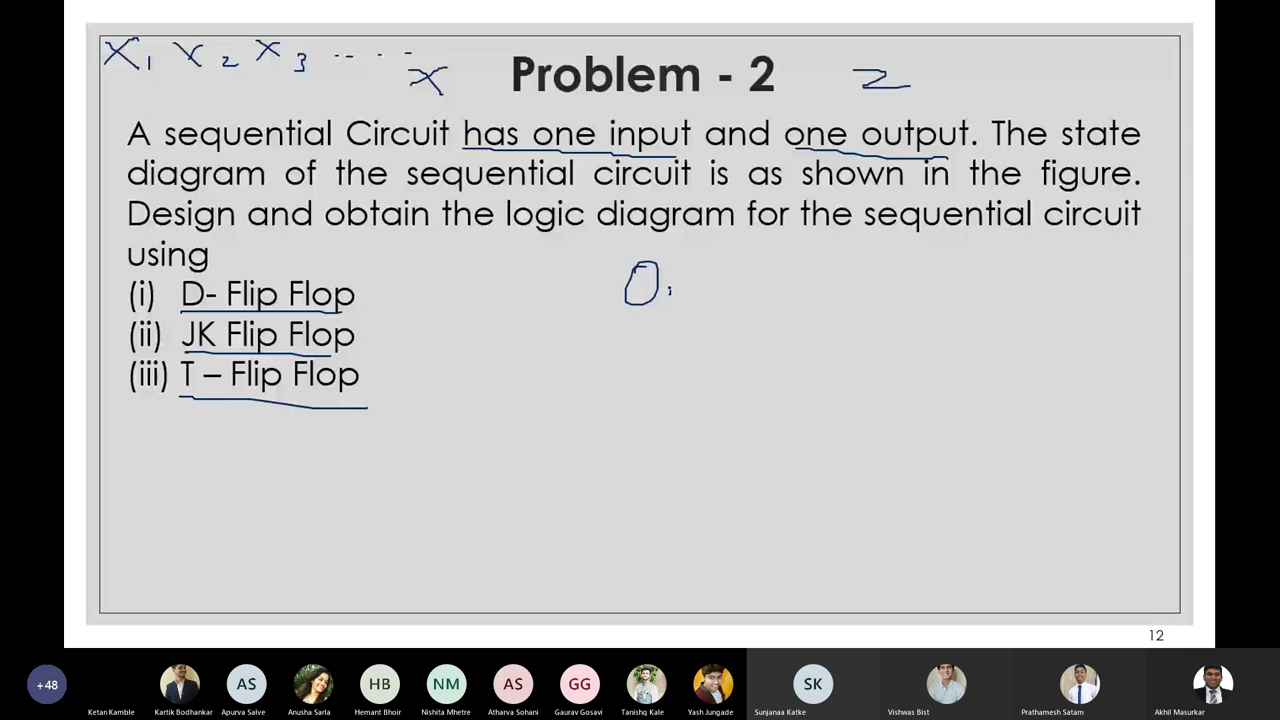 X1 X2 X3 -- - -
x
Problem - 2
Z
A sequential Circuit has one input and one output. The state
diagram of the sequential circuit is as shown in the figure.
Design and obtain the logic diagram for the sequential circuit
using
(i) D- Flip Flop
(ii) JK Flip Flop
(iii) T – Flip Flop
12
+48 AS HB NM AS GG SK
Ketan Kamble Kartik Bodhankar Apurva Salve Anusha Sarla Hemant Bhoir Nishita Mhetre Atharva Sohani Gaurav Gosavi Tanishq Kale Yash Jungade Sunjanaa Katke Vishwas Bist Prathamesh Satam Akhil Masurkar